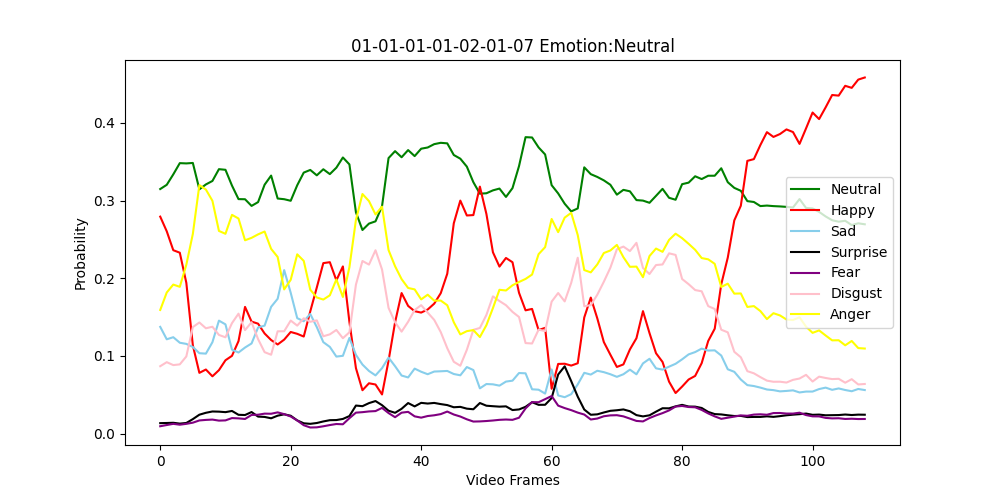 01-01-01-01-02-01-07 Emotion:Neutral
Probability
0.4
0.3
0.2
0.1
0.0
0 20 40 60 80 100
Video Frames
Neutral
Happy
Sad
Surprise
Fear
Disgust
Anger